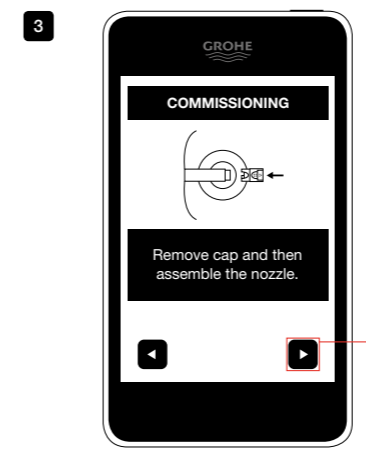 3
GROHE
COMMISSIONING
Remove cap and then
assemble the nozzle.